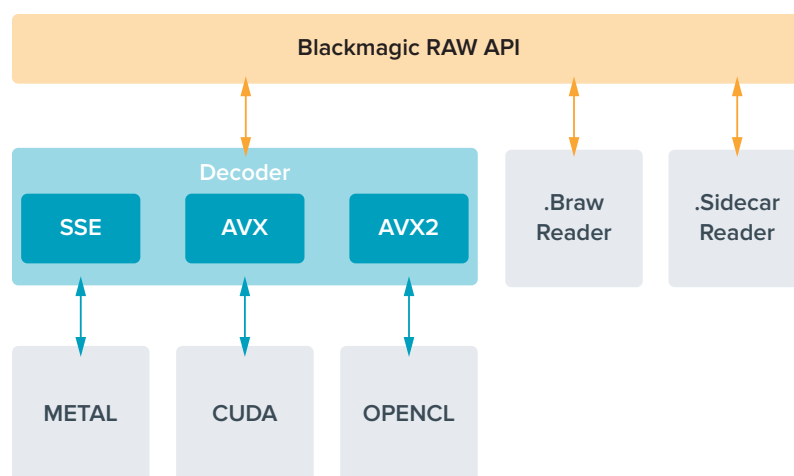 Blackmagic RAW API
Decoder
SSE
AVX
AVX2
.Braw
Reader
.Sidecar
Reader
METAL
CUDA
OPENCL